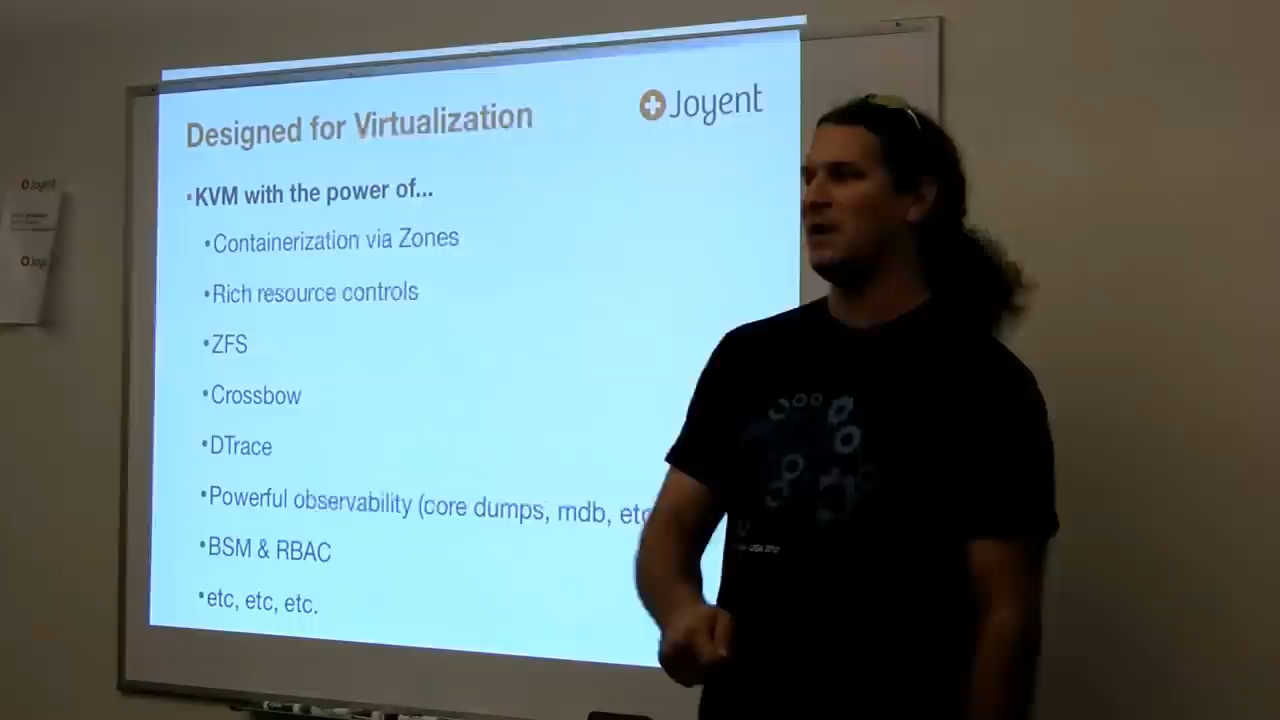 Designed for Virtualization
Joyent
•KVM with the power of...
•Containerization via Zones
•Rich resource controls
•ZFS
•Crossbow
•DTrace
•Powerful observability (core dumps, mdb, etc
•BSM & RBAC
•etc, etc, etc.
Joyent